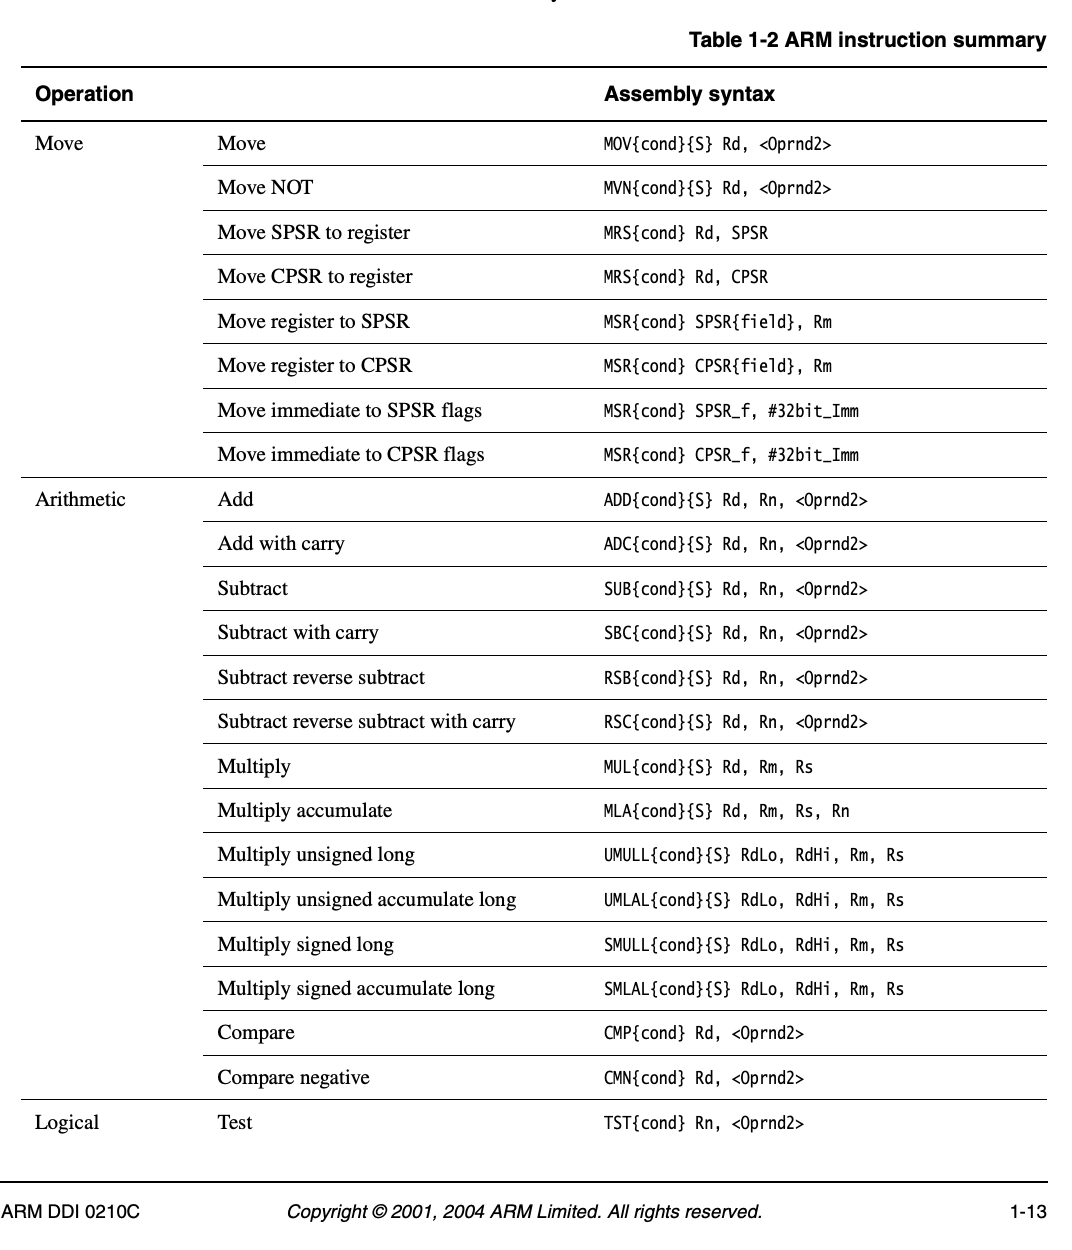 Table 1-2 ARM instruction summary
Operation Assembly syntax
Move Move MOV{cond}{S} Rd, <Oprnd2>
Move NOT MVN{cond}{S} Rd, <Oprnd2>
Move SPSR to register MRS{cond} Rd, SPSR
Move CPSR to register MRS{cond} Rd, CPSR
Move register to SPSR MSR{cond} SPSR{field}, Rm
Move register to CPSR MSR{cond} CPSR{field}, Rm
Move immediate to SPSR flags MSR{cond} SPSR_f, #32bit_Imm
Move immediate to CPSR flags MSR{cond} CPSR_f, #32bit_Imm
Arithmetic Add ADD{cond}{S} Rd, Rn, <Oprnd2>
Add with carry ADC{cond}{S} Rd, Rn, <Oprnd2>
Subtract SUB{cond}{S} Rd, Rn, <Oprnd2>
Subtract with carry SBC{cond}{S} Rd, Rn, <Oprnd2>
Subtract reverse subtract RSB{cond}{S} Rd, Rn, <Oprnd2>
Subtract reverse subtract with carry RSC{cond}{S} Rd, Rn, <Oprnd2>
Multiply MUL{cond}{S} Rd, Rm, Rs
Multiply accumulate MLA{cond}{S} Rd, Rm, Rs, Rn
Multiply unsigned long UMULL{cond}{S} RdLo, RdHi, Rm, Rs
Multiply unsigned accumulate long UMLAL{cond}{S} RdLo, RdHi, Rm, Rs
Multiply signed long SMULL{cond}{S} RdLo, RdHi, Rm, Rs
Multiply signed accumulate long SMLAL{cond}{S} RdLo, RdHi, Rm, Rs
Compare CMP{cond} Rd, <Oprnd2>
Compare negative CMN{cond} Rd, <Oprnd2>
Logical Test TST{cond} Rn, <Oprnd2>
ARM DDI 0210C Copyright © 2001, 2004 ARM Limited. All rights reserved. 1-13